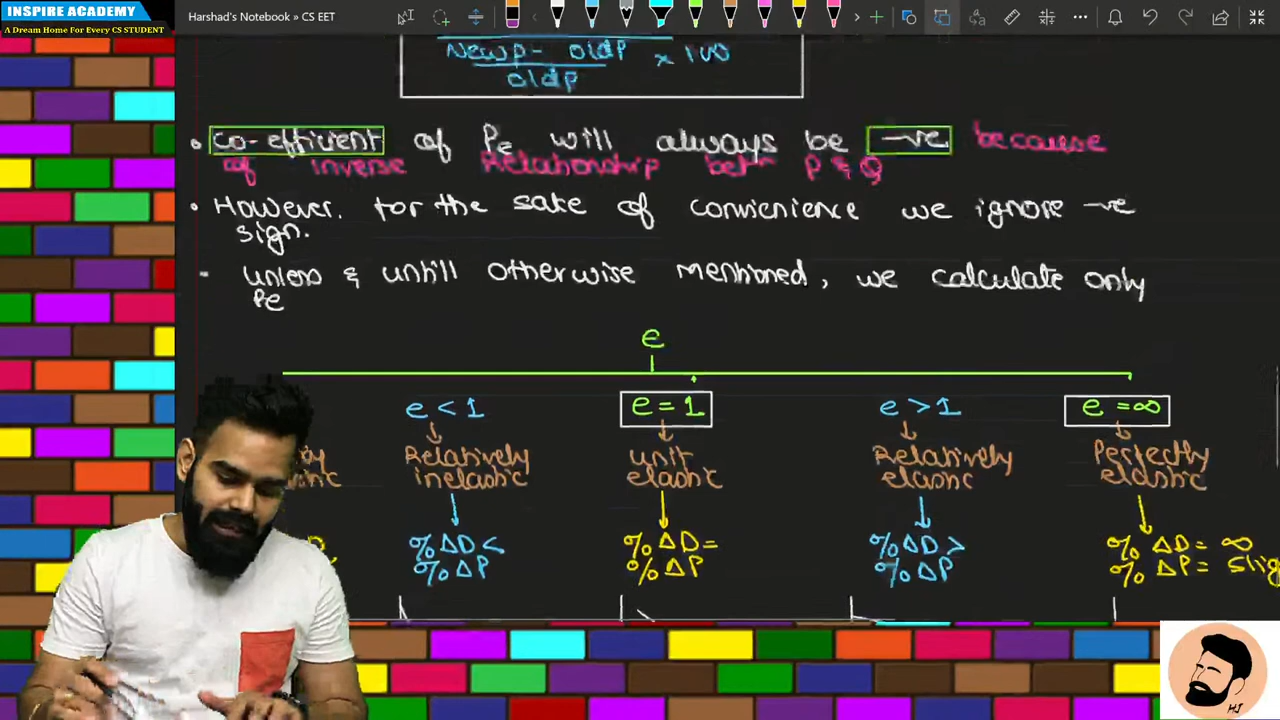 INSPIRE ACADEMY
A Dream Home For Every CS STUDENT
Harshad's Notebook » CS EET
NewP - OldP × 100
OldP
• Co-efficient of Pe will always be -ve because
of inverse Relationship betn P & Q
• However. for the sake of convienience we ignore -ve
sign.
- unless & untill otherwise mentioned, we calculate only
Pe
e
e < 1 e = 1 e > 1 e = ∞
Relatively unit Relatively Perfectly
inelastic elastic elastic elastic
%ΔD < %ΔD = %ΔD > % ΔD = ∞
%ΔP %ΔP %ΔP % ΔP =
HJ